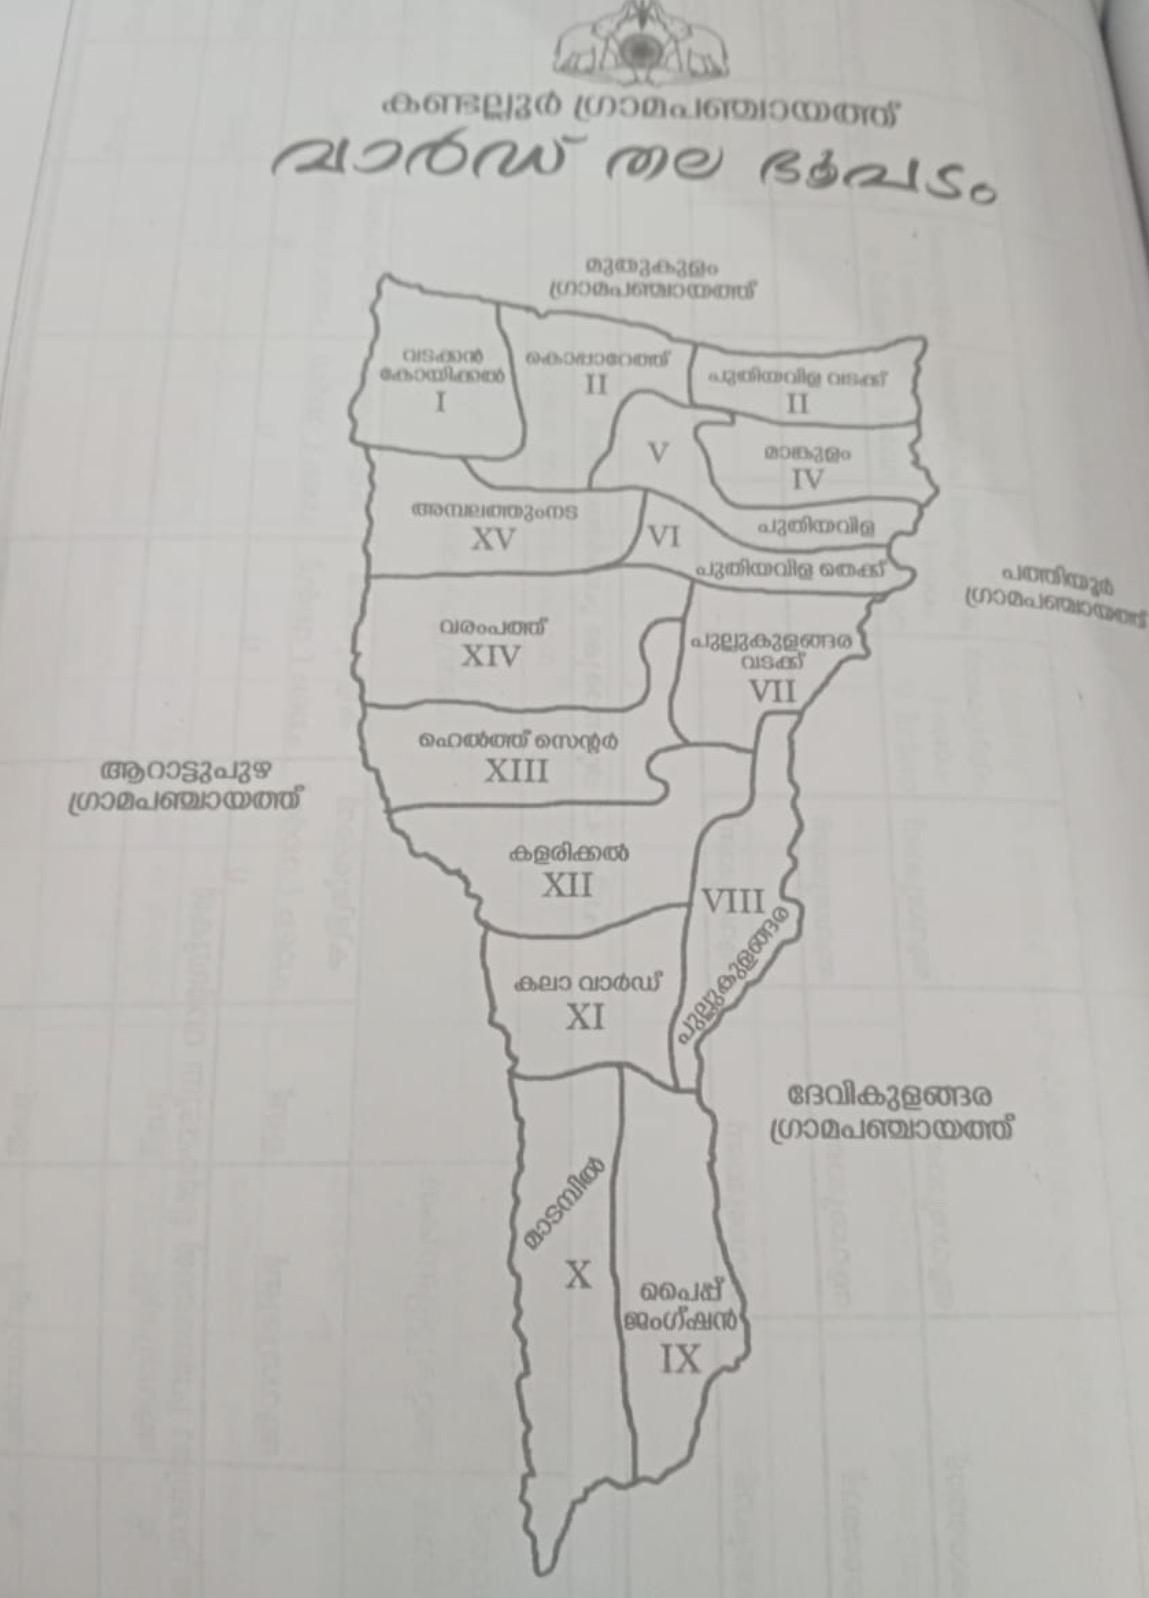 കണ്ടല്ലൂർ ഗ്രാമപഞ്ചായത്ത്
വാർഡ് തല ഭൂപടം
മുതുകുളം
ഗ്രാമപഞ്ചായത്ത്
വടക്കൻ
കോയിക്കൽ
I
കൊപ്പാറേത്ത്
II
പുതിയവിള വടക്ക്
II
V
മാങ്കുളം
IV
അമ്പലത്തുംനട
XV
VI
പുതിയവിള
പുതിയവിള തെക്ക്
പത്തിയൂർ
ഗ്രാമപഞ്ചായത്ത്
വരംപത്ത്
XIV
പുല്ലുകുളങ്ങര
വടക്ക്
VII
ഹെൽത്ത് സെന്റർ
XIII
ആറാട്ടുപുഴ
ഗ്രാമപഞ്ചായത്ത്
കളരിക്കൽ
XII
VIII
പുല്ലുകുളങ്ങര
കലാ വാർഡ്
XI
ദേവികുളങ്ങര
ഗ്രാമപഞ്ചായത്ത്
മാടമ്പിൽ
X
പൈപ്പ്
ജംഗ്ഷൻ
IX